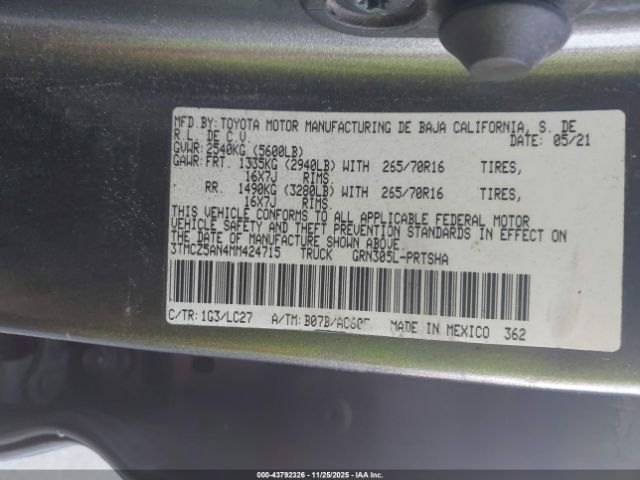 MFD.BY:TOYOTA MOTOR MANUFACTURING DE BAJA CALIFORNIA, S. DE
R.L. DE C.V. DATE: 05/21
GVWR: 2540KG (5600LB)
GAWR: FRT. 1335KG (2940LB) WITH 265/70R16 TIRES,
16X7J RIMS.
RR. 1490KG (3280LB) WITH 265/70R16 TIRES,
16X7J RIMS.
THIS VEHICLE CONFORMS TO ALL APPLICABLE FEDERAL MOTOR
VEHICLE SAFETY AND THEFT PREVENTION STANDARDS IN EFFECT ON
THE DATE OF MANUFACTURE SHOWN ABOVE.
3TMCZ5AN4MM424715 TRUCK GRN305L-PRTSHA
C/TR: 1G3/LC27 A/TM: B07B/AC60F MADE IN MEXICO 362
000-43792326 - 11/25/2025 - IAAI.COM